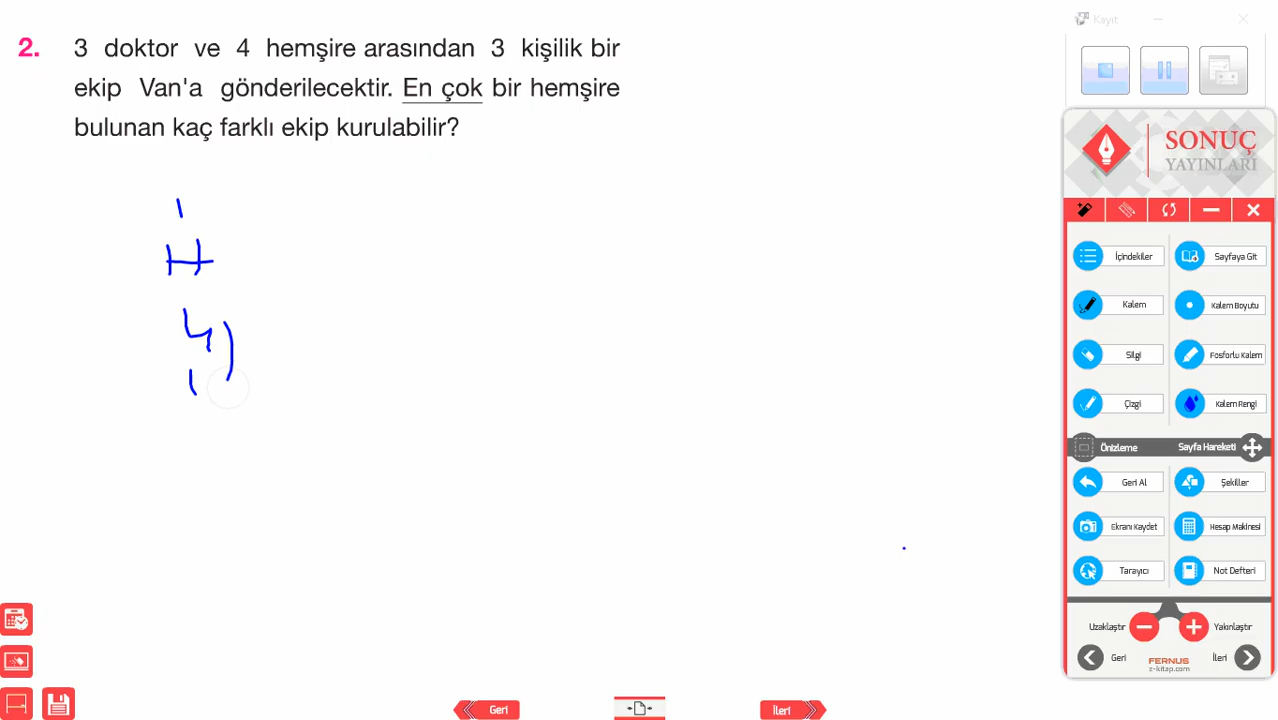 2. 3 doktor ve 4 hemşire arasından 3 kişilik bir
ekip Van'a gönderilecektir. En çok bir hemşire
bulunan kaç farklı ekip kurulabilir?
1
H
4)
1
Kayıt
SONUÇ
YAYINLARI
İçindekiler
Sayfaya Git
Kalem
Kalem Boyutu
Silgi
Fosforlu Kalem
Çizgi
Kalem Rengi
Önizleme
Sayfa Hareketi
Geri Al
Şekiller
Ekranı Kaydet
Hesap Makinesi
Tarayıcı
Not Defteri
Uzaklaştır
Yakınlaştır
Geri
FERNUS
z-kitap.com
İleri
Geri
İleri